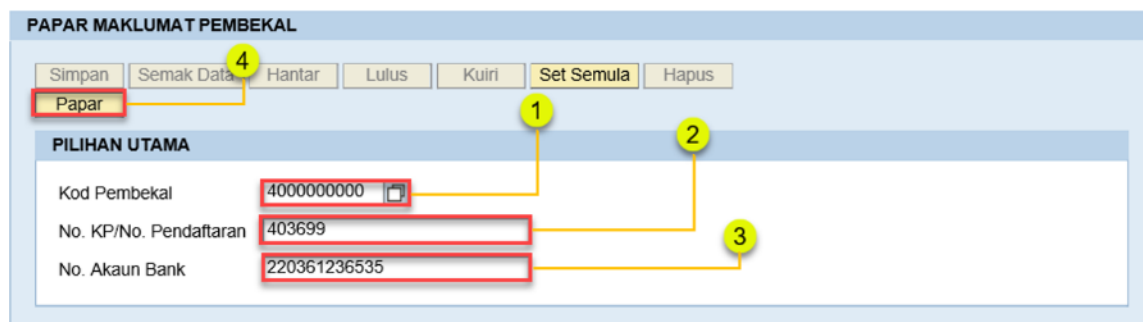 PAPAR MAKLUMAT PEMBEKAL
4
Simpan Semak Data Hantar Lulus Kuiri Set Semula Hapus
Papar
1
PILIHAN UTAMA
2
Kod Pembekal 4000000000
No. KP/No. Pendaftaran 403699
3
No. Akaun Bank 220361236535